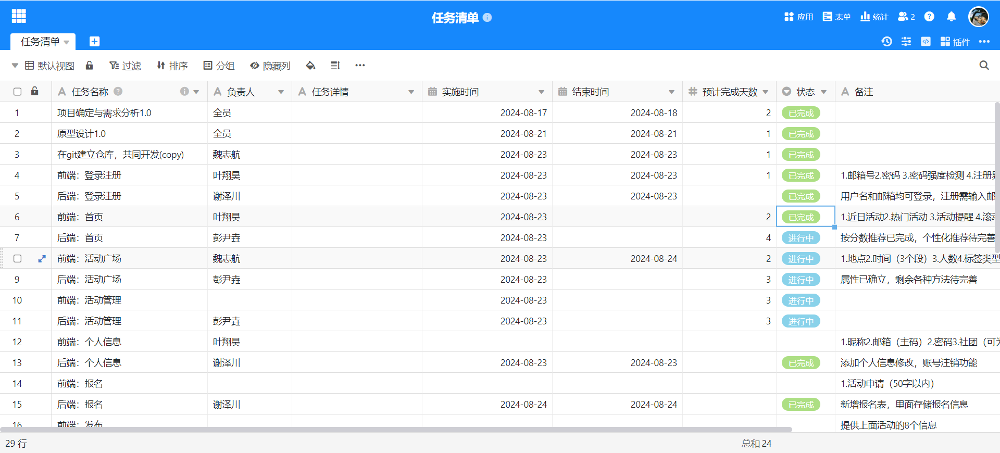 任务清单
应用 表单 统计 2
任务清单
插件
默认视图 过滤 排序 分组 隐藏列
任务名称 负责人 任务详情 实施时间 结束时间 预计完成天数 状态 备注
1 项目确定与需求分析1.0 全员 2024-08-17 2024-08-18 2 已完成
2 原型设计1.0 全员 2024-08-21 2024-08-21 1 已完成
3 在git建立仓库，共同开发(copy) 魏志航 2024-08-23 2024-08-23 1 已完成
4 前端：登录注册 叶翔昊 2024-08-23 2024-08-23 1 已完成 1.邮箱号2.密码 3.密码强度检测 4.注册
5 后端：登录注册 谢泽川 2024-08-23 2024-08-23 已完成 用户名和邮箱均可登录，注册需输入邮
6 前端：首页 叶翔昊 2024-08-23 2 已完成 1.近日活动2.热门活动 3.活动提醒 4.滚动
7 后端：首页 彭尹垚 2024-08-23 4 进行中 按分数推荐已完成，个性化推荐待完善
前端：活动广场 魏志航 2024-08-23 2024-08-24 2 进行中 1.地点2.时间（3个段）3.人数4.标签类型
9 后端：活动广场 彭尹垚 2024-08-23 3 进行中 属性已确立，剩余各种方法待完善
10 前端：活动管理 2024-08-23 3 进行中
11 后端：活动管理 彭尹垚 2024-08-23 3 进行中
12 前端：个人信息 叶翔昊 1.昵称2.邮箱（主码）2.密码3.社团（可为
13 后端：个人信息 谢泽川 2024-08-23 2024-08-23 已完成 添加个人信息修改，账号注销功能
14 前端：报名 1.活动申请（50字以内）
15 后端：报名 谢泽川 2024-08-24 2024-08-24 已完成 新增报名表，里面存储报名信息
16 前端：发布 提供上面活动的8个信息
29 行 总和 24